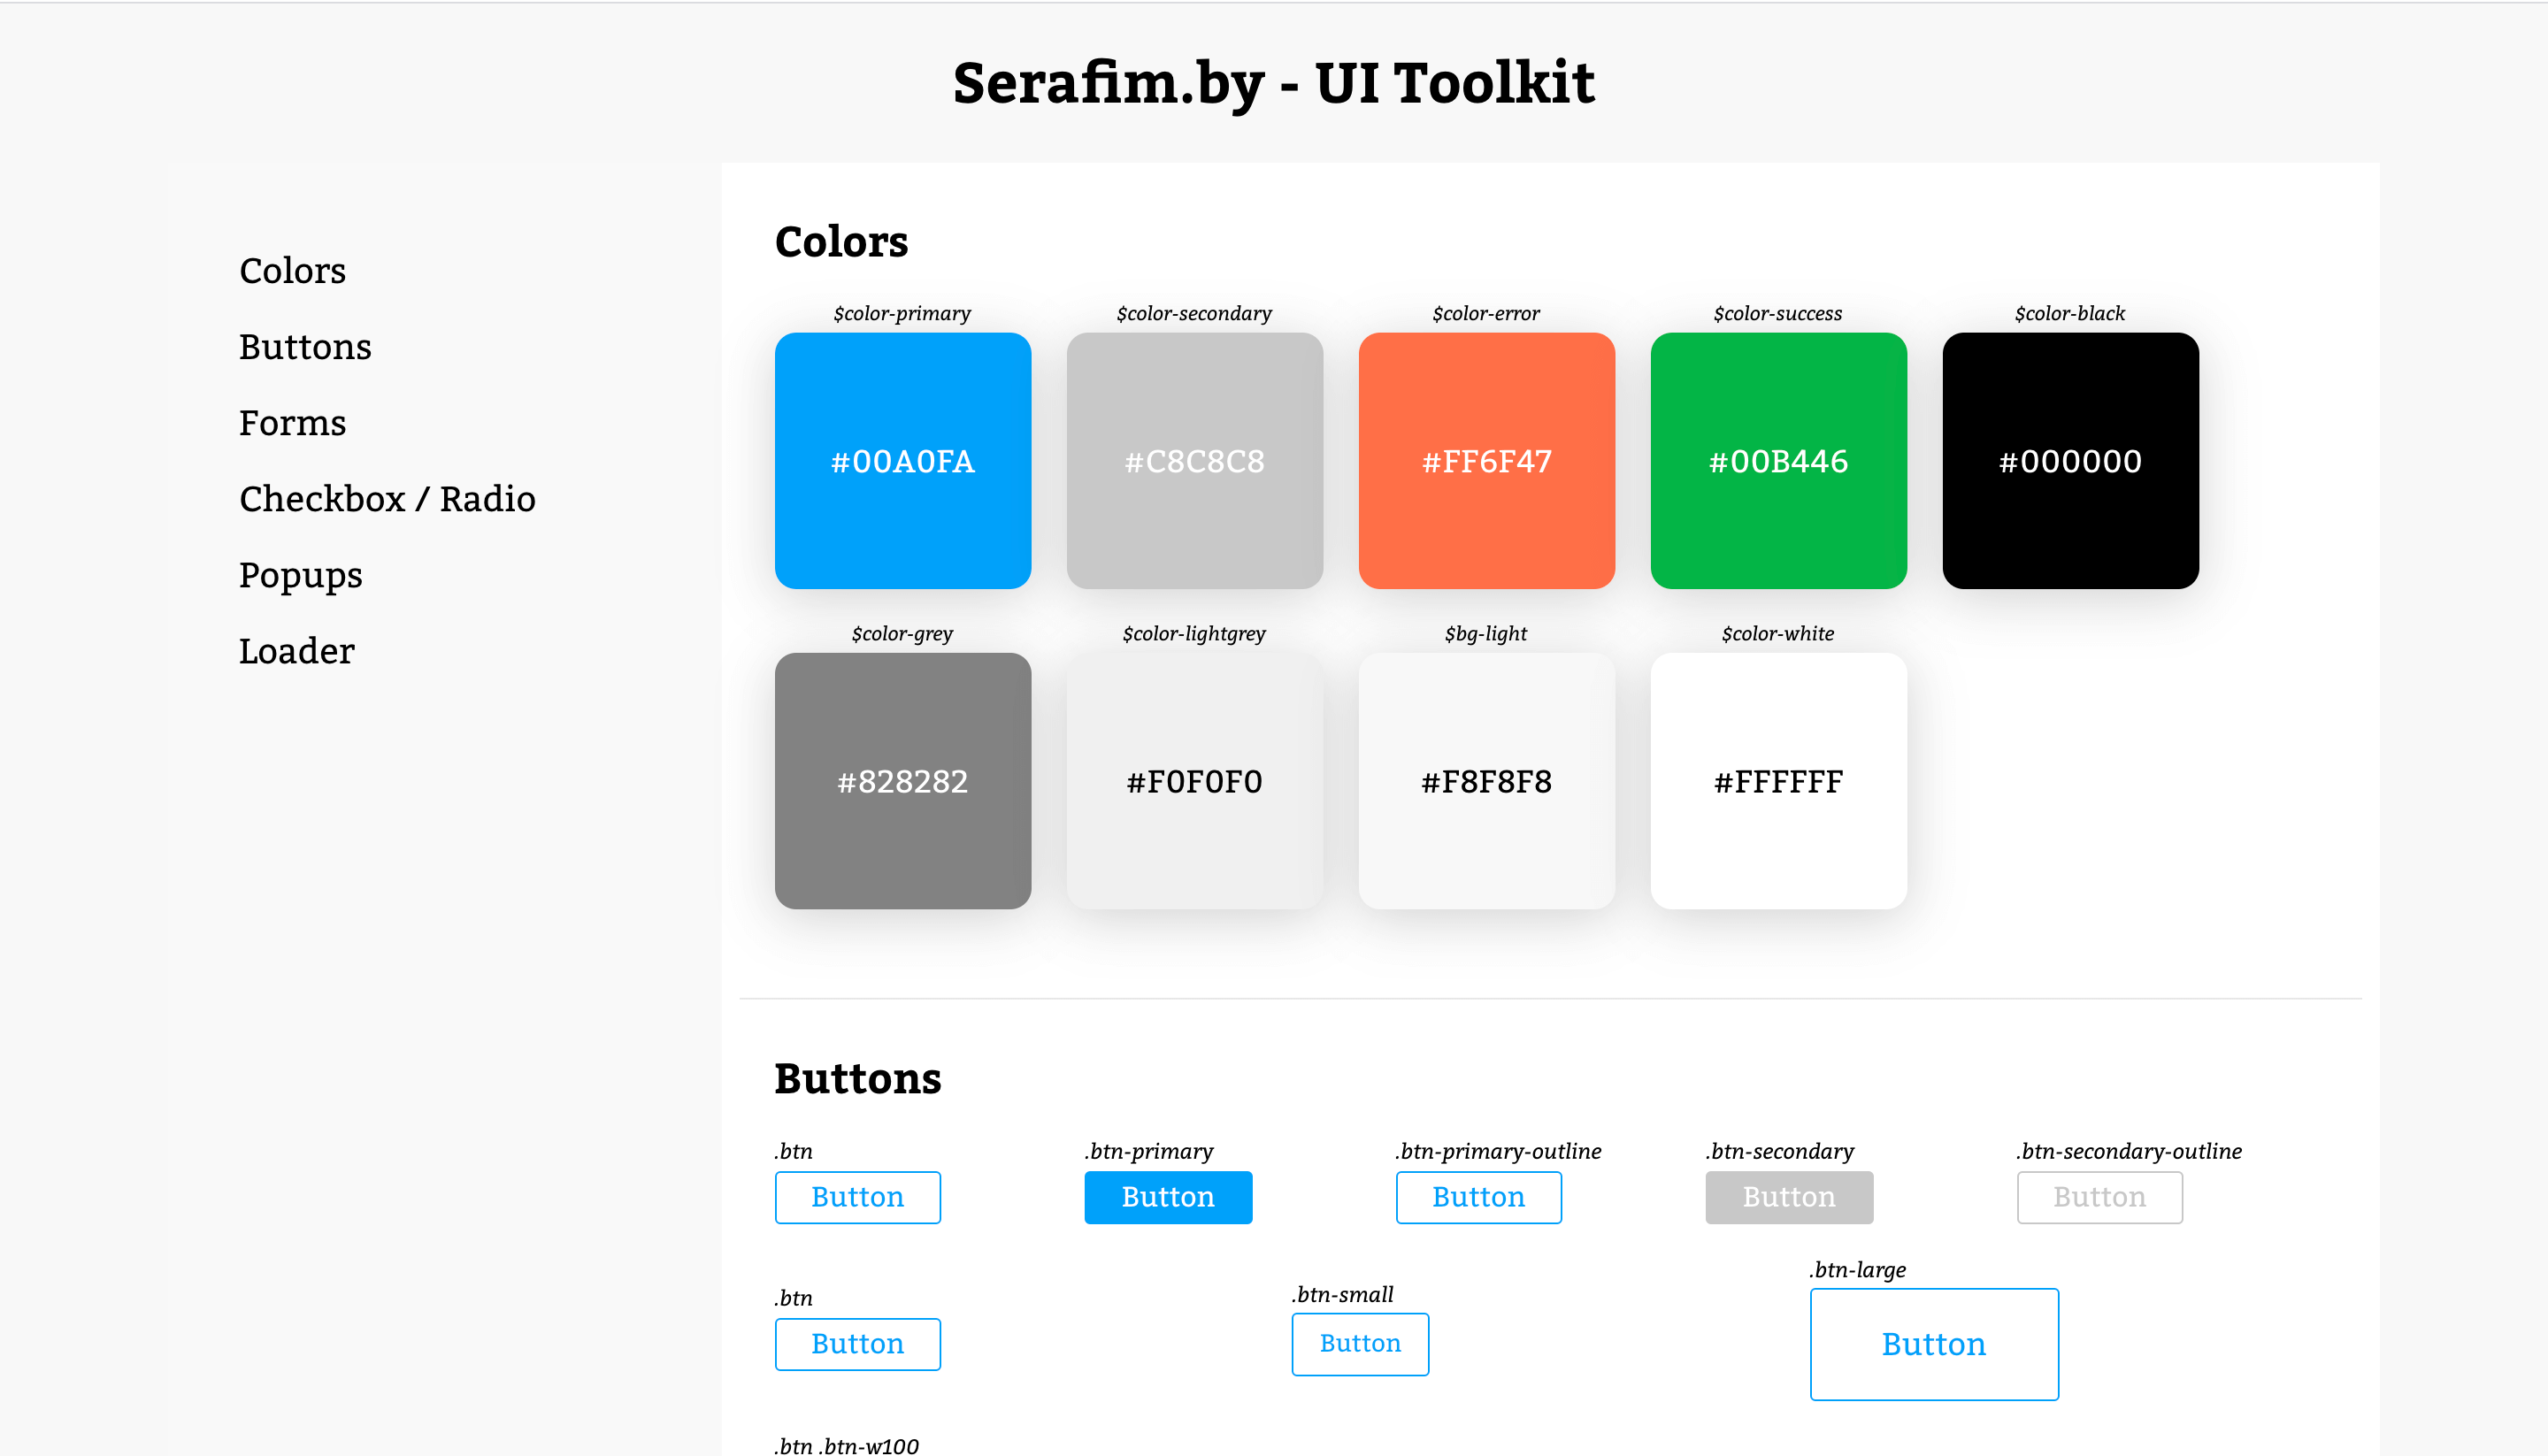 Serafim.by - UI Toolkit
Colors
Buttons
Forms
Checkbox / Radio
Popups
Loader
Colors
$color-primary
#00A0FA
$color-secondary
#C8C8C8
$color-error
#FF6F47
$color-success
#00B446
$color-black
#000000
$color-grey
#828282
$color-lightgrey
#F0F0F0
$bg-light
#F8F8F8
$color-white
#FFFFFF
Buttons
.btn
Button
.btn-primary
Button
.btn-primary-outline
Button
.btn-secondary
Button
.btn-secondary-outline
Button
.btn
Button
.btn-small
Button
.btn-large
Button
.btn .btn-w100